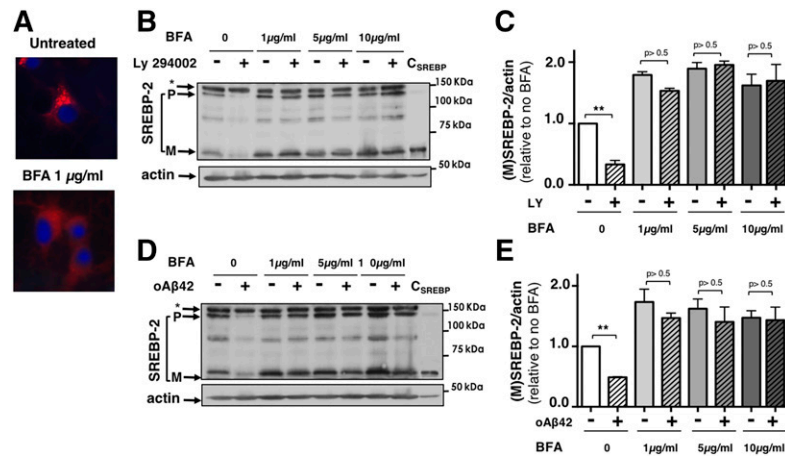 A
Untreated
BFA 1 µg/ml
B
BFA 0 1µg/ml 5µg/ml 10µg/ml
Ly 294002 - + - + - + - + CSREBP
SREBP-2
*
P
M
150 KDa
100 kDa
75 kDa
50 kDa
actin
C
(M)SREBP-2/actin
(relative to no BFA)
2.0
1.0
0.0
**
p> 0.5
p> 0.5
p> 0.5
LY - + - + - + - +
BFA 0 1µg/ml 5µg/ml 10µg/ml
D
BFA 0 1µg/ml 5µg/ml 1 0µg/ml
oAβ42 - + - + - + - + CSREBP
SREBP-2
*
P
M
150 KDa
100 kDa
75 kDa
50 kDa
actin
E
(M)SREBP-2/actin
(relative to no BFA)
2.0
1.0
0.0
**
p> 0.5
p> 0.5
p> 0.5
oAβ42 - + - + - + - +
BFA 0 1µg/ml 5µg/ml 10µg/ml